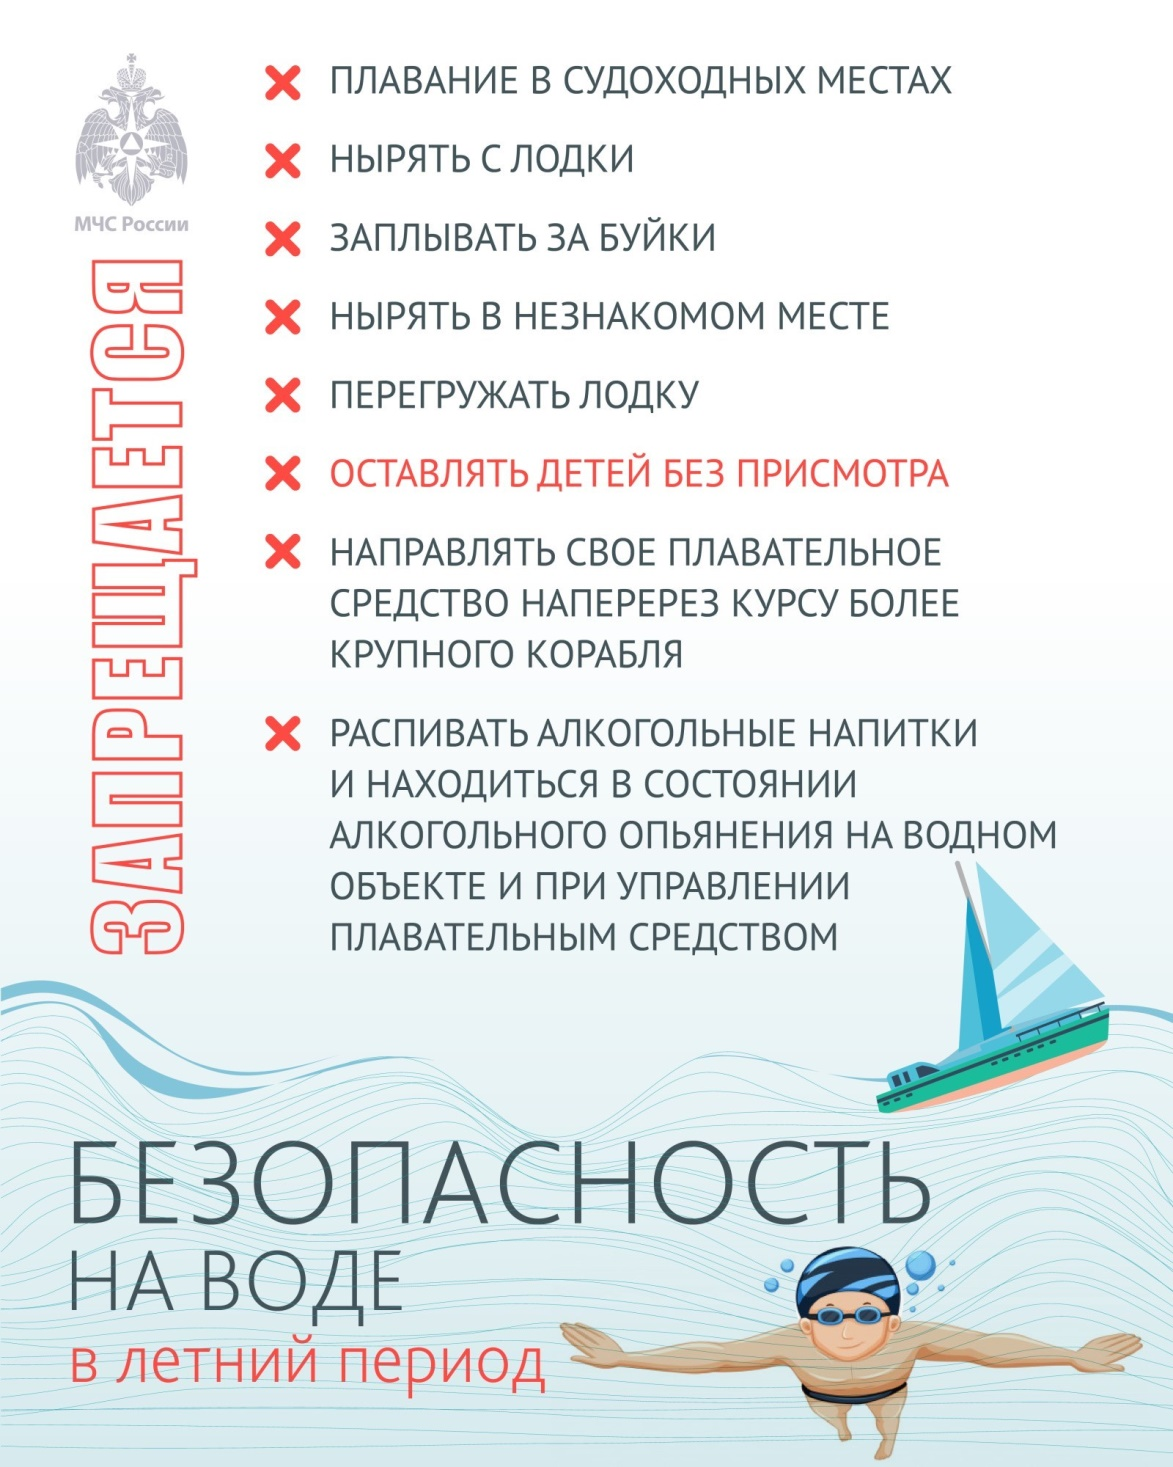 МЧС России
ЗАПРЕЩАЕТСЯ
ПЛАВАНИЕ В СУДОХОДНЫХ МЕСТАХ
НЫРЯТЬ С ЛОДКИ
ЗАПЛЫВАТЬ ЗА БУЙКИ
НЫРЯТЬ В НЕЗНАКОМОМ МЕСТЕ
ПЕРЕГРУЖАТЬ ЛОДКУ
ОСТАВЛЯТЬ ДЕТЕЙ БЕЗ ПРИСМОТРА
НАПРАВЛЯТЬ СВОЕ ПЛАВАТЕЛЬНОЕ
СРЕДСТВО НАПЕРЕРЕЗ КУРСУ БОЛЕЕ
КРУПНОГО КОРАБЛЯ
РАСПИВАТЬ АЛКОГОЛЬНЫЕ НАПИТКИ
И НАХОДИТЬСЯ В СОСТОЯНИИ
АЛКОГОЛЬНОГО ОПЬЯНЕНИЯ НА ВОДНОМ
ОБЪЕКТЕ И ПРИ УПРАВЛЕНИИ
ПЛАВАТЕЛЬНЫМ СРЕДСТВОМ
БЕЗОПАСНОСТЬ
НА ВОДЕ
в летний период